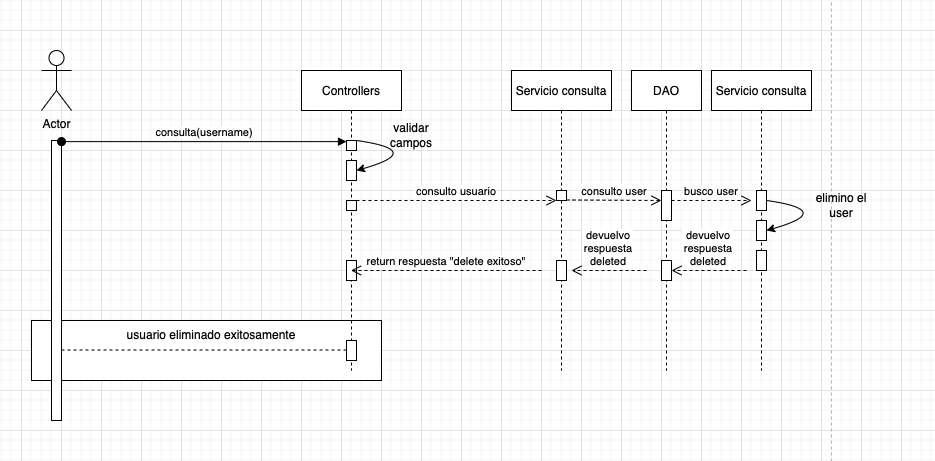 Controllers
Servicio consulta
DAO
Servicio consulta
Actor
consulta(username)
validar
campos
consulto usuario
consulto user
busco user
elimino el
user
return respuesta "delete exitoso"
devuelvo
respuesta
deleted
devuelvo
respuesta
deleted
usuario eliminado exitosamente